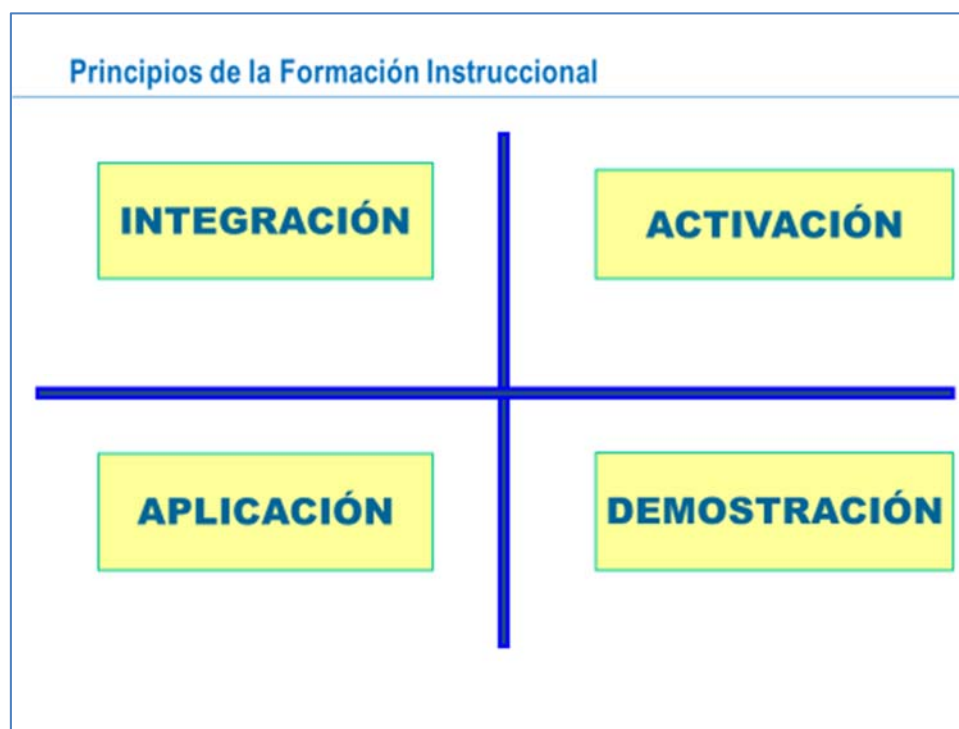 Principios de la Formación Instruccional
INTEGRACIÓN
ACTIVACIÓN
APLICACIÓN
DEMOSTRACIÓN